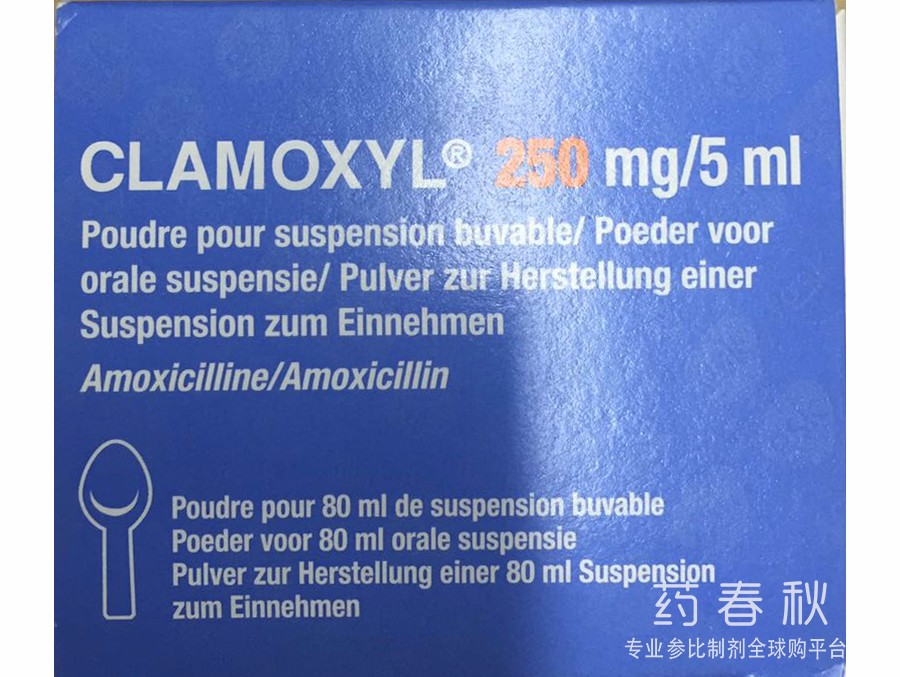 CLAMOXYL® 250 mg/5 ml
Poudre pour suspension buvable/ Poeder voor
orale suspensie/ Pulver zur Herstellung einer
Suspension zum Einnehmen
Amoxicilline/Amoxicillin
Poudre pour 80 ml de suspension buvable
Poeder voor 80 ml orale suspensie
Pulver zur Herstellung einer 80 ml Suspension
zum Einnehmen
药春秋
专业参比制剂全球购平台